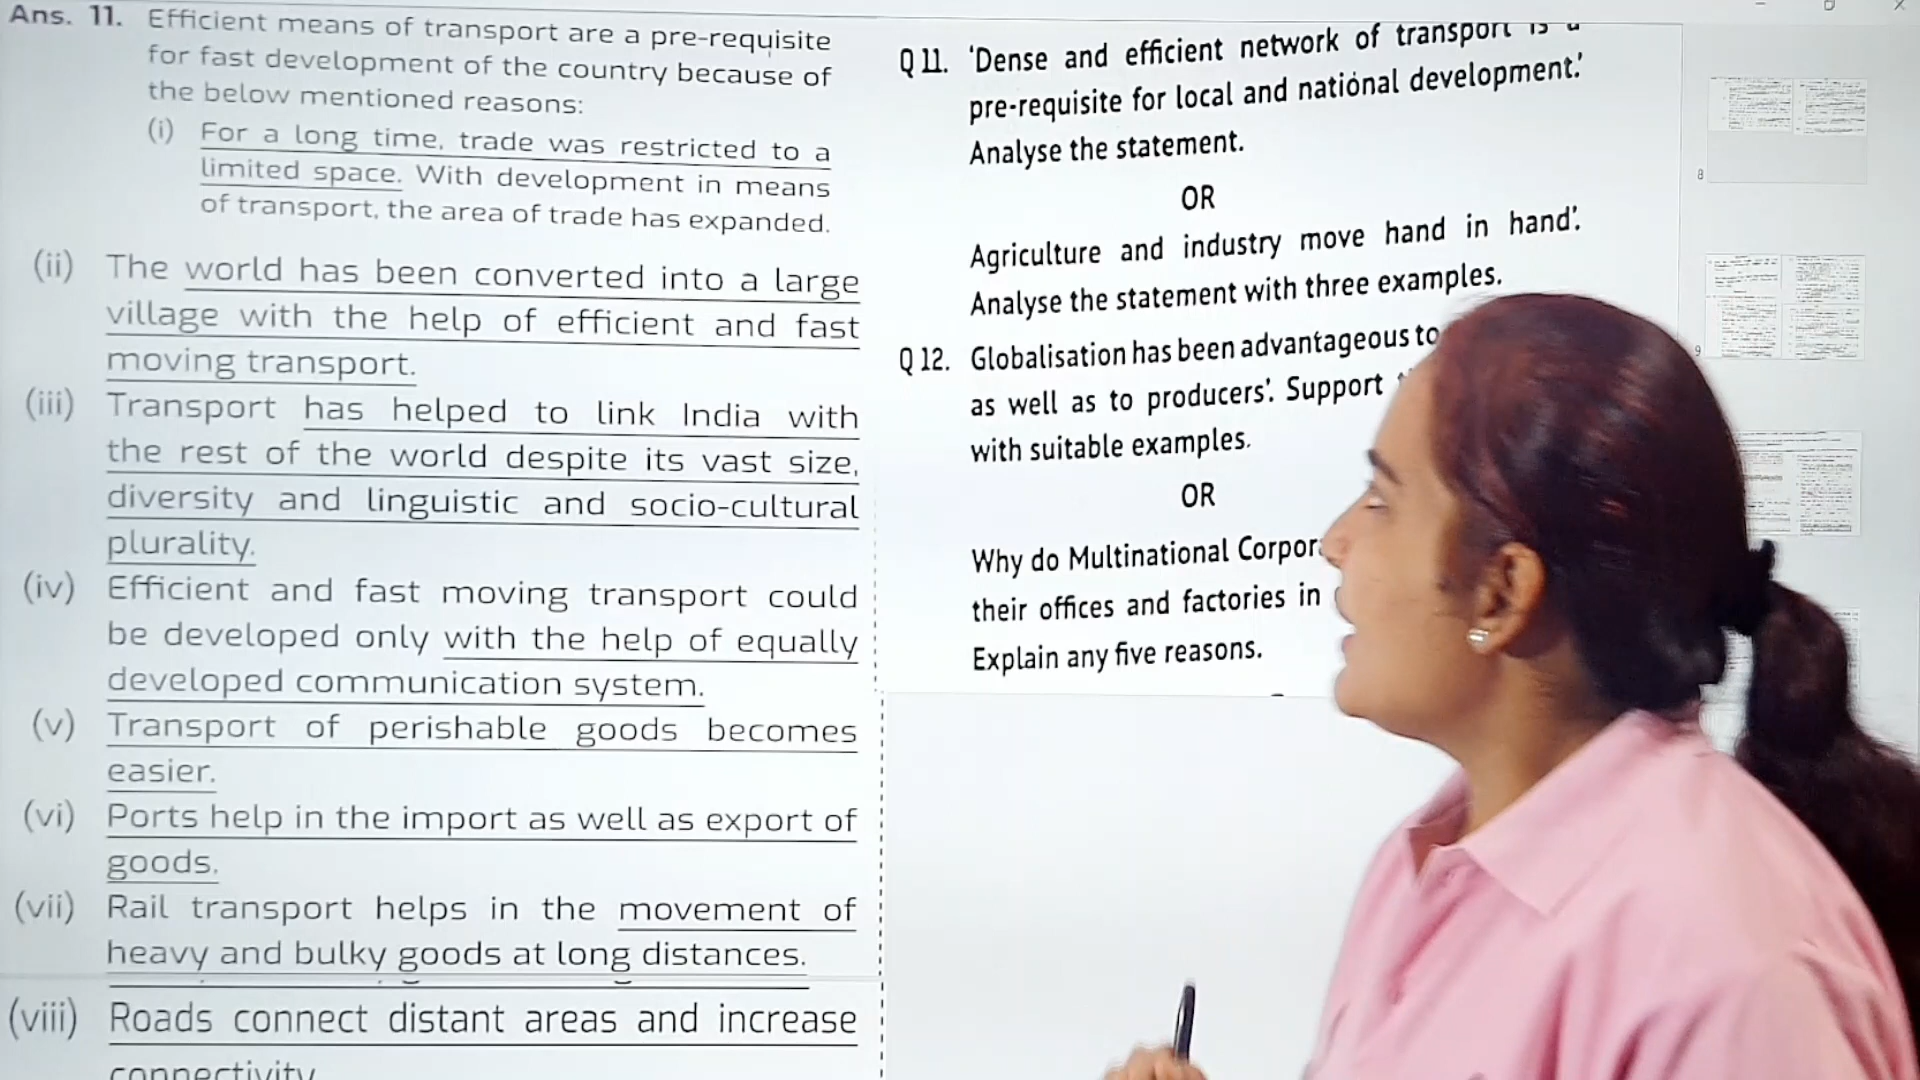 Ans. 11. Efficient means of transport are a pre-requisite
for fast development of the country because of
the below mentioned reasons:
(i) For a long time, trade was restricted to a
limited space. With development in means
of transport, the area of trade has expanded.
(ii) The world has been converted into a large
village with the help of efficient and fast
moving transport.
(iii) Transport has helped to link India with
the rest of the world despite its vast size,
diversity and linguistic and socio-cultural
plurality.
(iv) Efficient and fast moving transport could
be developed only with the help of equally
developed communication system.
(v) Transport of perishable goods becomes
easier.
(vi) Ports help in the import as well as export of
goods.
(vii) Rail transport helps in the movement of
heavy and bulky goods at long distances.
(viii) Roads connect distant areas and increase
connectivity
Q 11. 'Dense and efficient network of transport is a
pre-requisite for local and national development.'
Analyse the statement.
OR
Agriculture and industry move hand in hand'.
Analyse the statement with three examples.
Q 12. Globalisation has been advantageous to
as well as to producers'. Support
with suitable examples.
OR
Why do Multinational
their offices and factories in
Explain any five reasons.
8
9